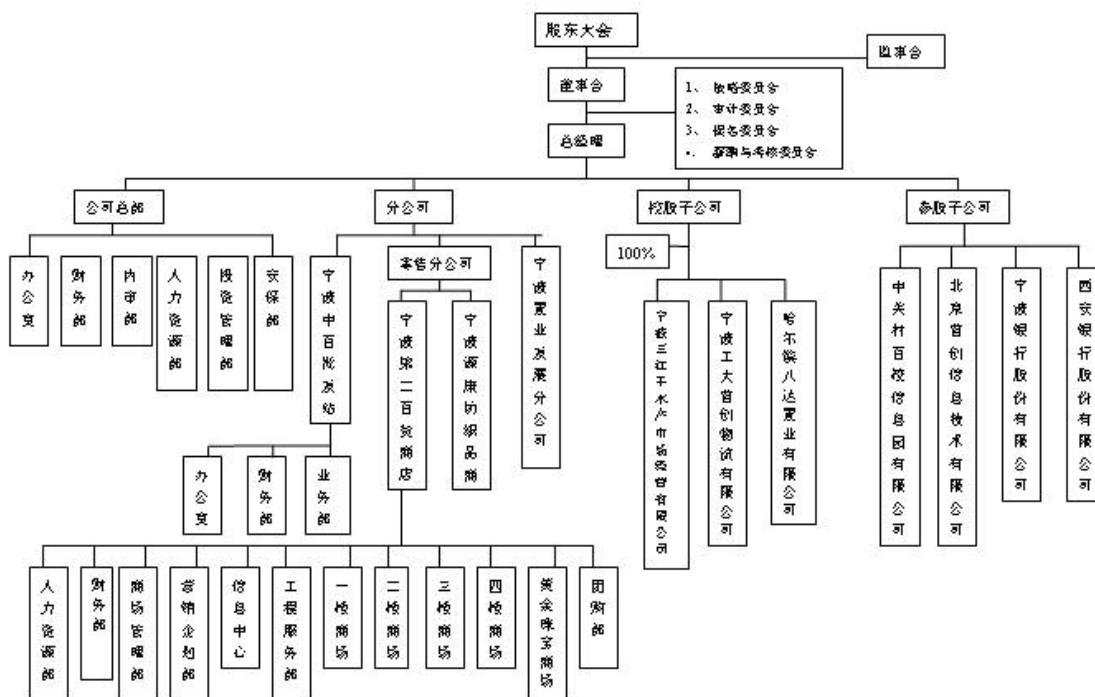 股东大会
监事会
董事会
1、 战略委员会
2、 审计委员会
3、 提名委员会
4、 薪酬与考核委员会
总经理
公司总部
分公司
控股子公司
参股子公司
100%
零售分公司
办公室
财务部
内审部
人力资源部
投资管理部
安保部
宁波中百批发站
宁波第二百货商店
宁波源康纺织品商
宁波置业发展分公司
宁波三江干水产市场经营有限公司
宁波工大首创物流有限公司
哈尔滨八达置业有限公司
中关村百校信息园有限公司
北京首创信息技术有限公司
宁波银行股份有限公司
西安银行股份有限公司
办公室
财务部
业务部
人力资源部
财务部
商场管理部
营销企划部
信息中心
工程服务部
一楼商场
二楼商场
三楼商场
四楼商场
黄金珠宝商场
团购部